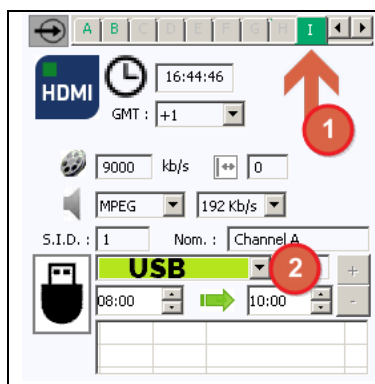 A B C D E F G H I
HDMI
16:44:46
GMT : +1
1
9000 kb/s 0
MPEG 192 Kb/s
S.I.D. : 1 Nom. : Channel A
USB 2 +
08:00 10:00 -